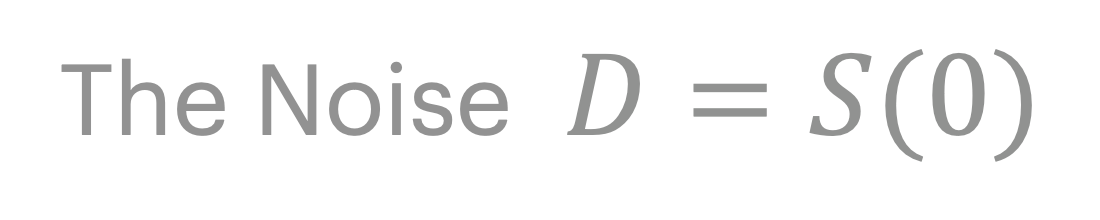 The Noise D = S(0)